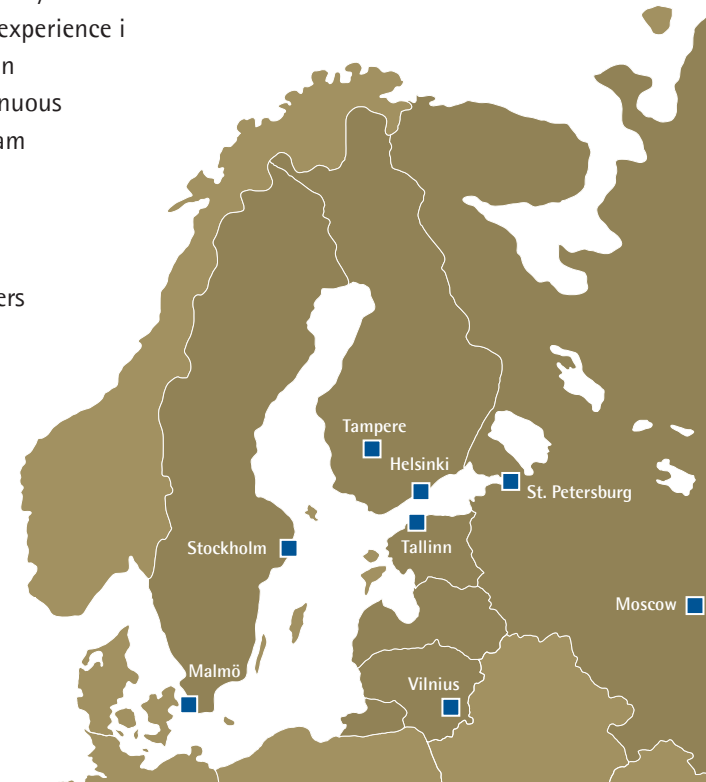 experience i
n
nuous
am
ers
Tampere
Helsinki
St. Petersburg
Stockholm
Tallinn
Moscow
Malmö
Vilnius